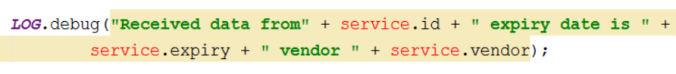 LOG.debug("Received data from" + service.id + " expiry date is " +
service.expiry + " vendor " + service.vendor);